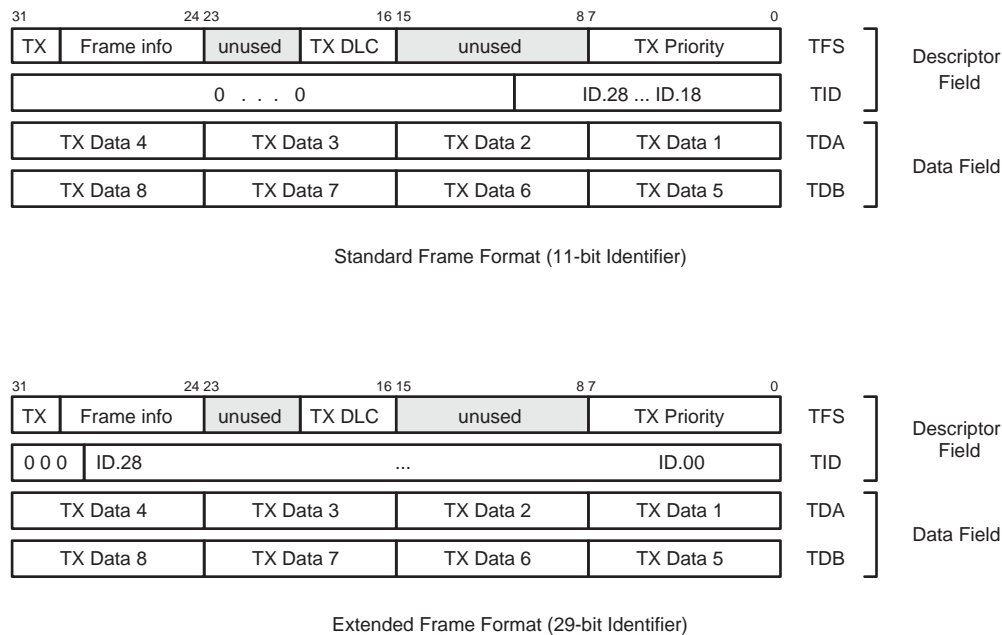 31 24 23 16 15 8 7 0
TX Frame info unused TX DLC unused TX Priority TFS
Descriptor
Field
0 . . . 0 ID.28 ... ID.18 TID
TX Data 4 TX Data 3 TX Data 2 TX Data 1 TDA
Data Field
TX Data 8 TX Data 7 TX Data 6 TX Data 5 TDB
Standard Frame Format (11-bit Identifier)
31 24 23 16 15 8 7 0
TX Frame info unused TX DLC unused TX Priority TFS
Descriptor
Field
0 0 0 ID.28 ... ID.00 TID
TX Data 4 TX Data 3 TX Data 2 TX Data 1 TDA
Data Field
TX Data 8 TX Data 7 TX Data 6 TX Data 5 TDB
Extended Frame Format (29-bit Identifier)